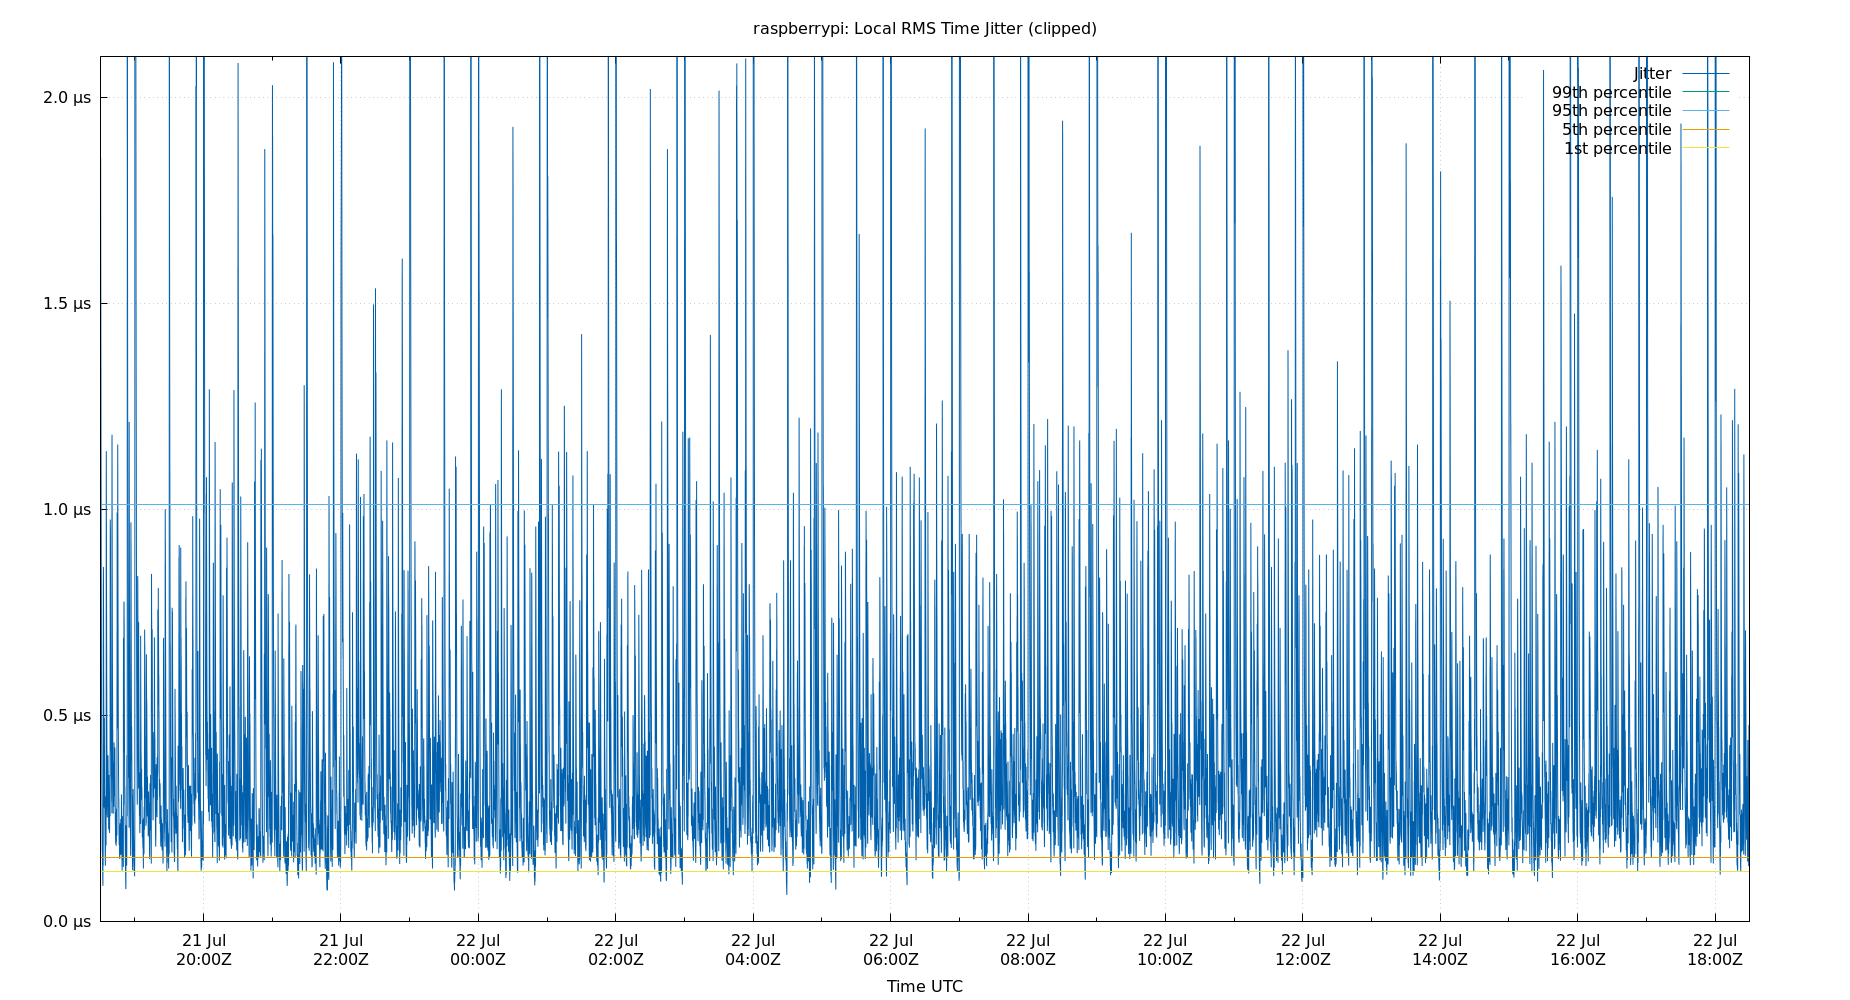 raspberrypi: Local RMS Time Jitter (clipped)
Jitter
99th percentile
95th percentile
5th percentile
1st percentile
2.0 µs
1.5 µs
1.0 µs
0.5 µs
0.0 µs
21 Jul 21 Jul 22 Jul 22 Jul 22 Jul 22 Jul 22 Jul 22 Jul 22 Jul 22 Jul 22 Jul 22 Jul
20:00Z 22:00Z 00:00Z 02:00Z 04:00Z 06:00Z 08:00Z 10:00Z 12:00Z 14:00Z 16:00Z 18:00Z
Time UTC